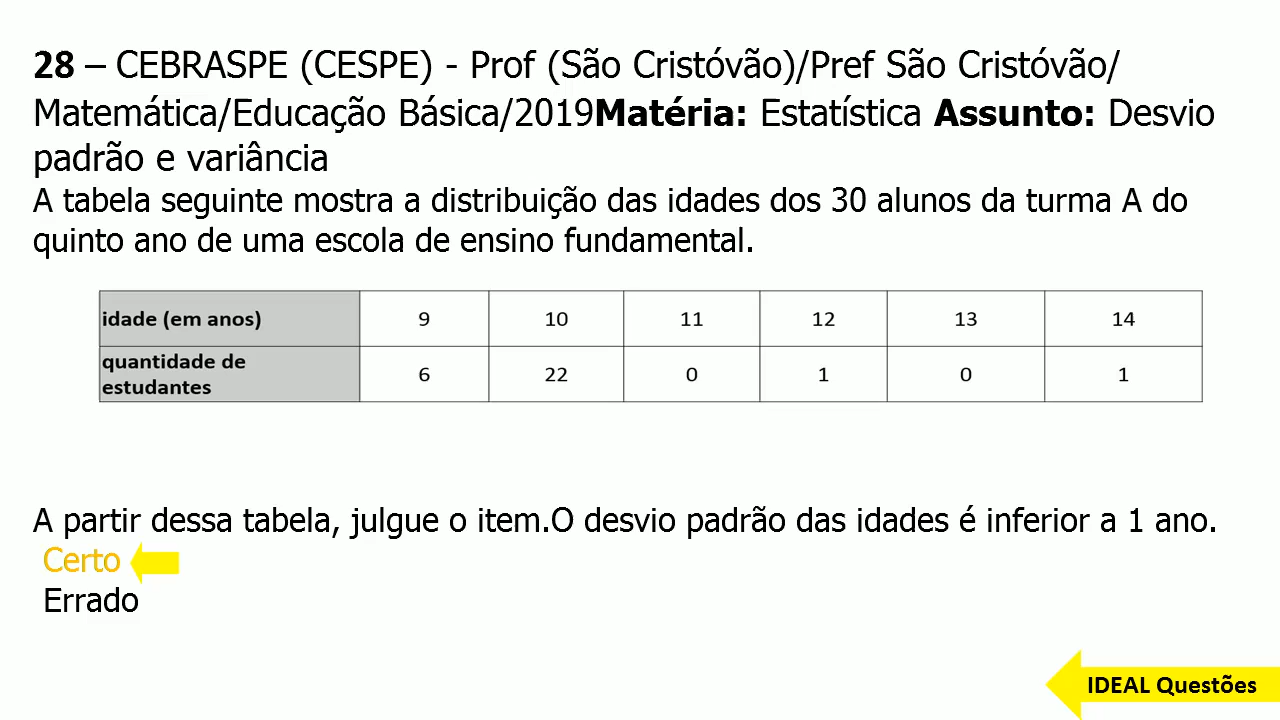 28 – CEBRASPE (CESPE) - Prof (São Cristóvão)/Pref São Cristóvão/
Matemática/Educação Básica/2019Matéria: Estatística Assunto: Desvio
padrão e variância
A tabela seguinte mostra a distribuição das idades dos 30 alunos da turma A do
quinto ano de uma escola de ensino fundamental.
idade (em anos) 9 10 11 12 13 14
quantidade de
estudantes 6 22 0 1 0 1
A partir dessa tabela, julgue o item.O desvio padrão das idades é inferior a 1 ano.
Certo
Errado
IDEAL Questões